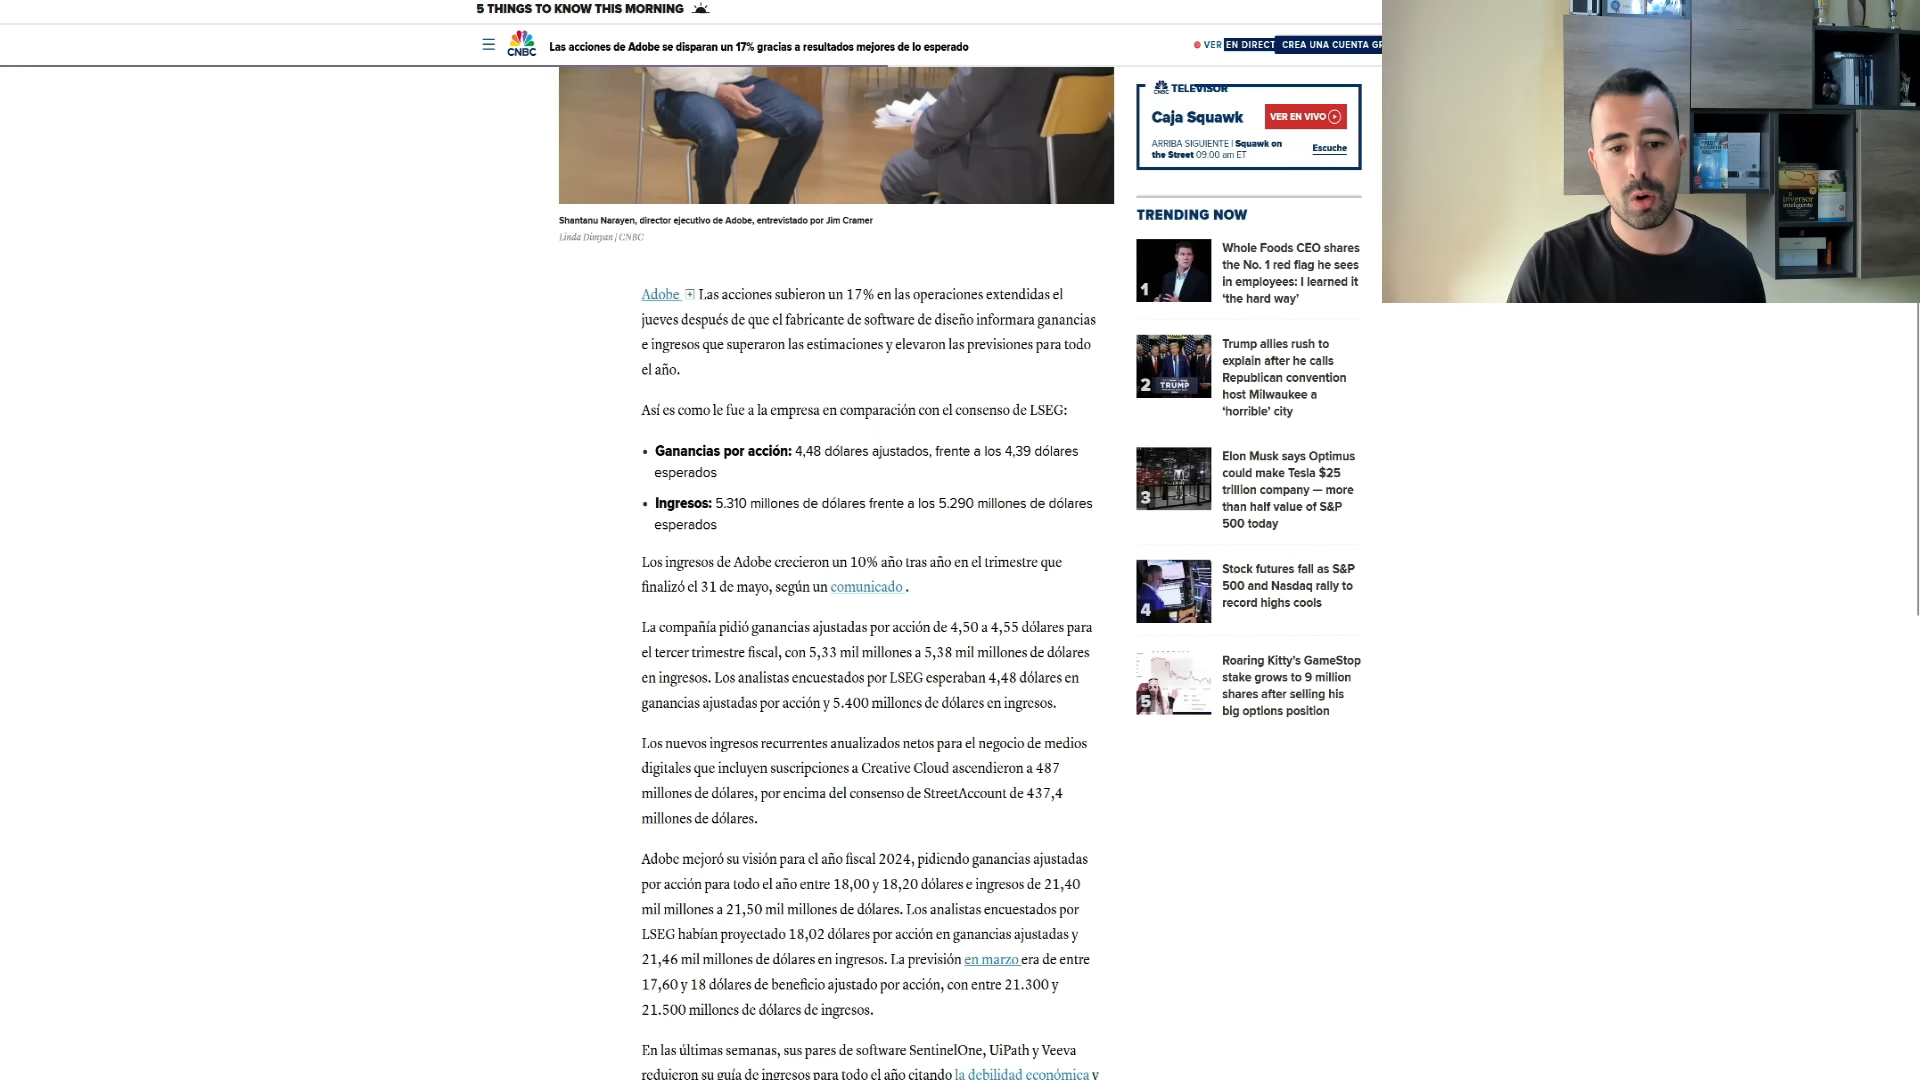 5 THINGS TO KNOW THIS MORNING
CNBC
Las acciones de Adobe se disparan un 17% gracias a resultados mejores de lo esperado
VER EN DIRECT
CREA UNA CUENTA GR
Shantanu Narayen, director ejecutivo de Adobe, entrevistado por Jim Cramer
Linda Dimyan | CNBC
Adobe Las acciones subieron un 17% en las operaciones extendidas el
jueves después de que el fabricante de software de diseño informara ganancias
e ingresos que superaron las estimaciones y elevaron las previsiones para todo
el año.
Así es como le fue a la empresa en comparación con el consenso de LSEG:
• Ganancias por acción: 4,48 dólares ajustados, frente a los 4,39 dólares
esperados
• Ingresos: 5.310 millones de dólares frente a los 5.290 millones de dólares
esperados
Los ingresos de Adobe crecieron un 10% año tras año en el trimestre que
finalizó el 31 de mayo, según un comunicado .
La compañía pidió ganancias ajustadas por acción de 4,50 a 4,55 dólares para
el tercer trimestre fiscal, con 5,33 mil millones a 5,38 mil millones de dólares
en ingresos. Los analistas encuestados por LSEG esperaban 4,48 dólares en
ganancias ajustadas por acción y 5.400 millones de dólares en ingresos.
Los nuevos ingresos recurrentes anualizados netos para el negocio de medios
digitales que incluyen suscripciones a Creative Cloud ascendieron a 487
millones de dólares, por encima del consenso de StreetAccount de 437,4
millones de dólares.
Adobe mejoró su visión para el año fiscal 2024, pidiendo ganancias ajustadas
por acción para todo el año entre 18,00 y 18,20 dólares e ingresos de 21,40
mil millones a 21,50 mil millones de dólares. Los analistas encuestados por
LSEG habían proyectado 18,02 dólares por acción en ganancias ajustadas y
21,46 mil millones de dólares en ingresos. La previsión en marzo era de entre
17,60 y 18 dólares de beneficio ajustado por acción, con entre 21.300 y
21.500 millones de dólares de ingresos.
En las últimas semanas, sus pares de software SentinelOne, UiPath y Veeva
redujeron su guía de ingresos para todo el año citando la debilidad económica y
CNBC TELEVISOR
Caja Squawk
VER EN VIVO
ARRIBA SIGUIENTE | Squawk on
the Street 09:00 am ET
Escuche
TRENDING NOW
1
Whole Foods CEO shares
the No. 1 red flag he sees
in employees: I learned it
‘the hard way’
2
TRUMP
Trump allies rush to
explain after he calls
Republican convention
host Milwaukee a
‘horrible’ city
3
Elon Musk says Optimus
could make Tesla $25
trillion company — more
than half value of S&P
500 today
4
Stock futures fall as S&P
500 and Nasdaq rally to
record highs cools
5
Roaring Kitty’s GameStop
stake grows to 9 million
shares after selling his
big options position
inversor
inteligente